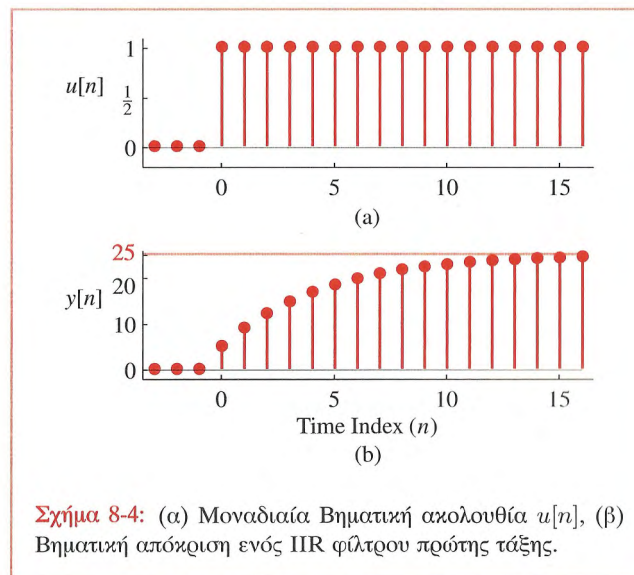 1
u[n]
1/2
0
0 5 10 15
(a)
25
20
y[n]
10
0
0 5 10 15
Time Index (n)
(b)
Σχήμα 8-4: (α) Μοναδιαία Βηματική ακολουθία u[n], (β)
Βηματική απόκριση ενός IIR φίλτρου πρώτης τάξης.